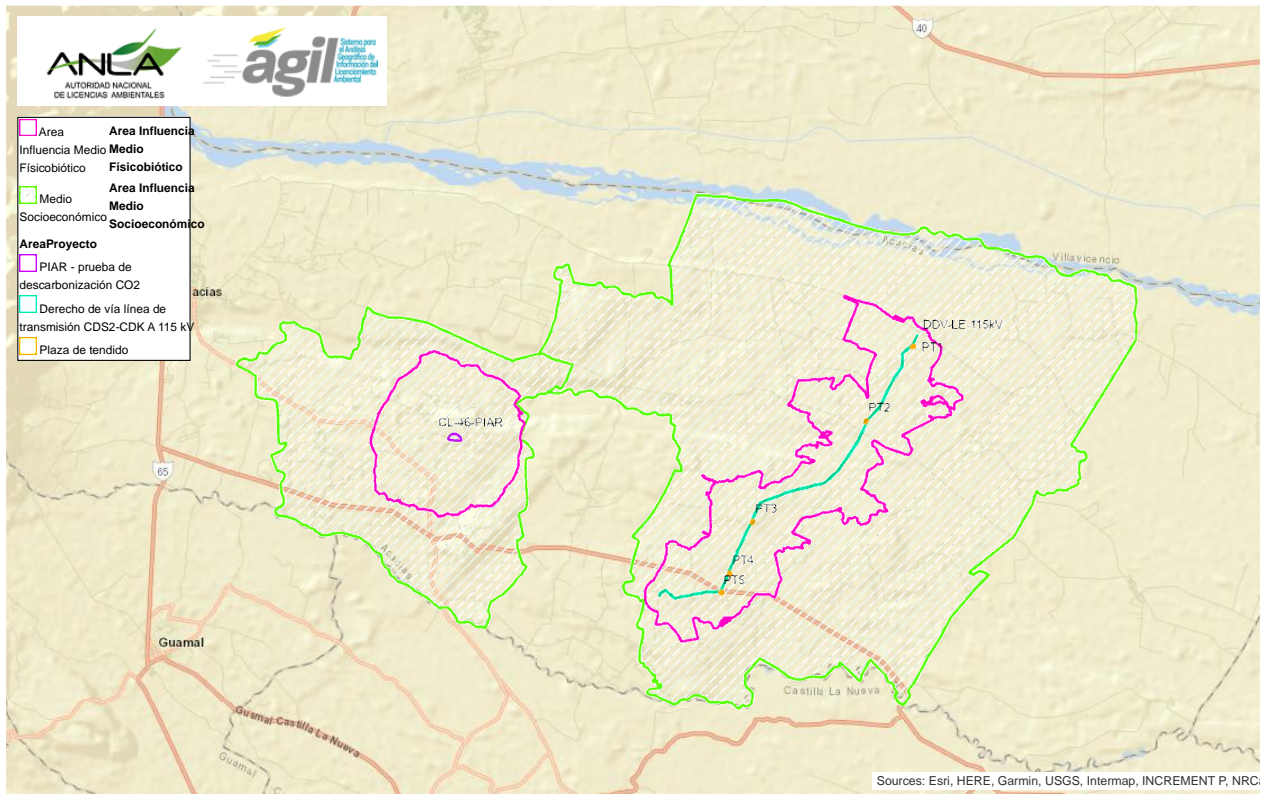 ANLA
AUTORIDAD NACIONAL
DE LICENCIAS AMBIENTALES
ágil
Sistema para
el Análisis
Geográfico de
Información del
Licenciamiento
Ambiental
40
Area
Influencia Medio
Físicobiótico
Area Influencia
Medio
Físicobiótico
Medio
Socioeconómico
Area Influencia
Medio
Socioeconómico
AreaProyecto
PIAR - prueba de
descarbonización CO2
Derecho de vía línea de
transmisión CDS2-CDK A 115 kV
Plaza de tendido
acías
Acacías
Villavicencio
DDV-LE-115kV
PT1
PT2
CL-46-PIAR
65
PT3
Acacías
PT4
PT5
Guamal
Castilla La Nueva
Guamal Castilla La Nueva
Guamal
Sources: Esri, HERE, Garmin, USGS, Intermap, INCREMENT P, NRCa